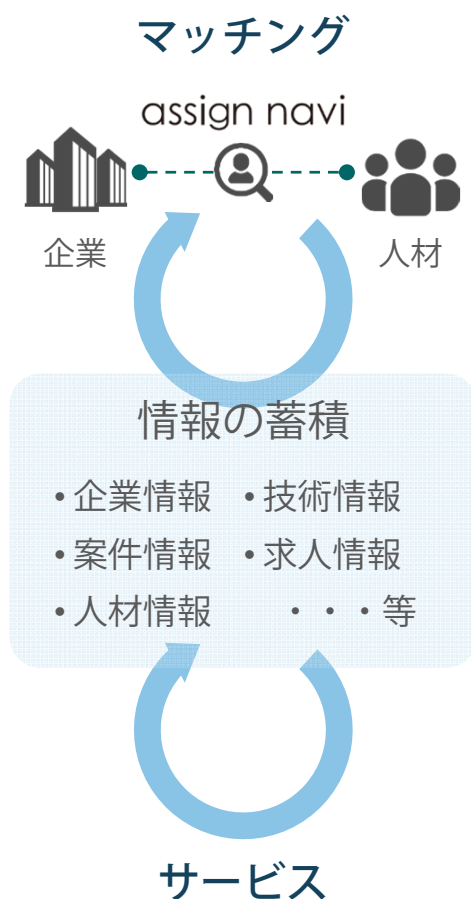 マッチング
assign navi
企業
人材
情報の蓄積
・企業情報 ・技術情報
・案件情報 ・求人情報
・人材情報 ・・・等
サービス